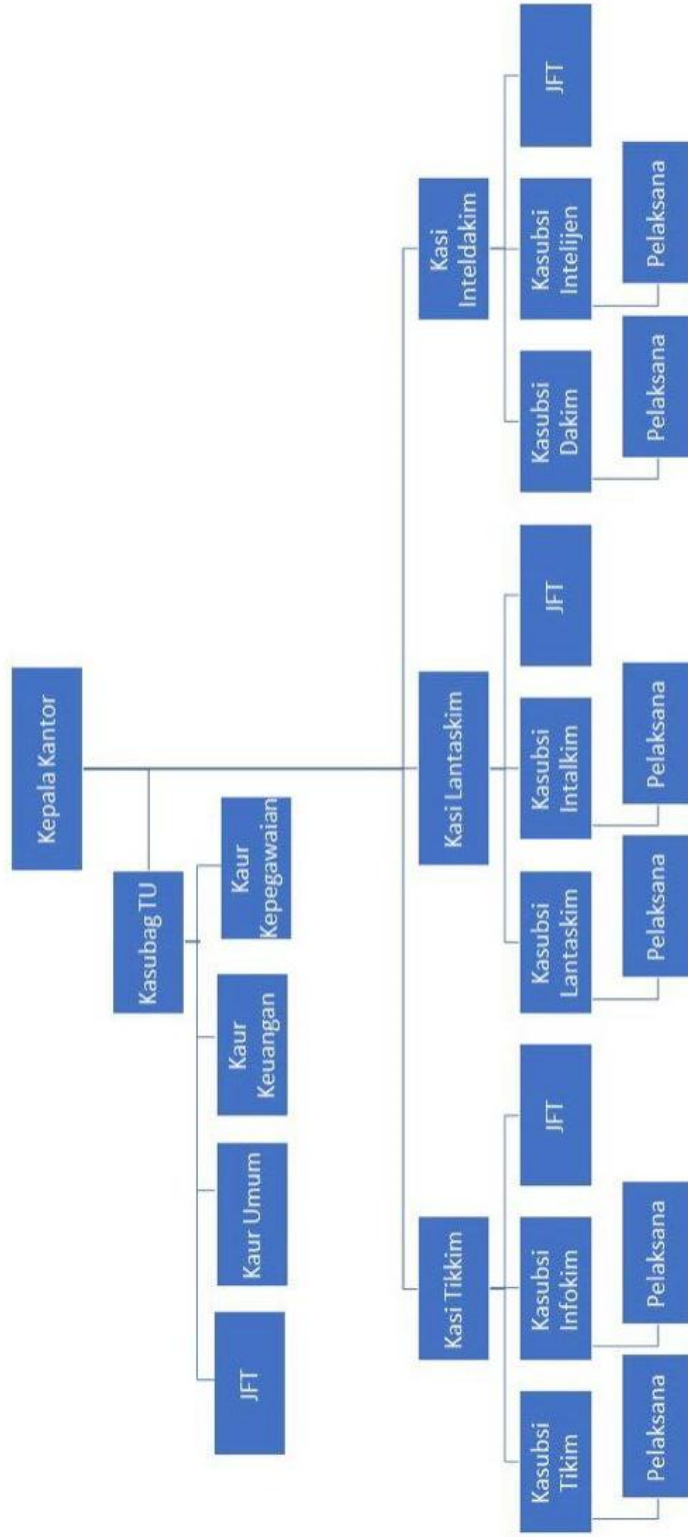 Kepala Kantor
Kasubag TU
JFT
Kaur Umum
Kaur
Keuangan
Kaur
Kepegawaian
Kasi Tikkim
Kasi Lantaskim
Kasi
Inteldakim
Kasubsi
Tikim
Kasubsi
Infokim
JFT
Kasubsi
Lantaskim
Kasubsi
Intalkim
JFT
Kasubsi
Dakim
Kasubsi
Intelijen
JFT
Pelaksana
Pelaksana
Pelaksana
Pelaksana
Pelaksana
Pelaksana